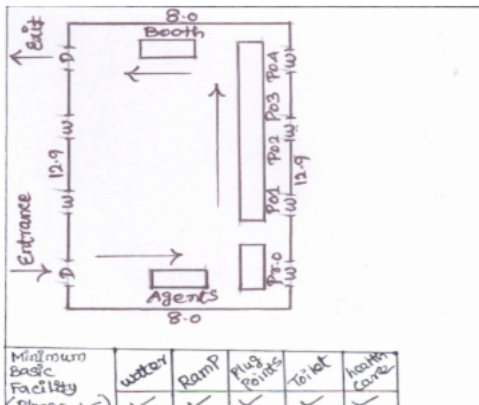 8.0
Booth
Exit
D
W
W
D
12.9
Entrance
PO4
PO3
PO2
PO1
Pr.O
W
W
W
W
12.9
Agents
8.0
Minimum
Basic
Facility
water
Ramp
Plug
Points
Toilet
health
care